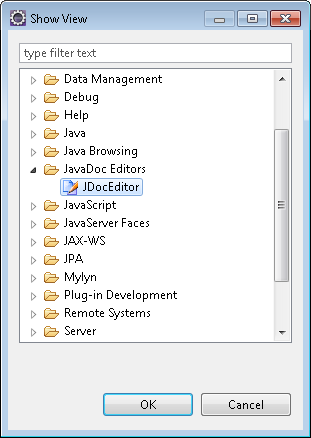 Show View
type filter text
Data Management
Debug
Help
Java
Java Browsing
JavaDoc Editors
JDocEditor
JavaScript
JavaServer Faces
JAX-WS
JPA
Mylyn
Plug-in Development
Remote Systems
Server
OK
Cancel